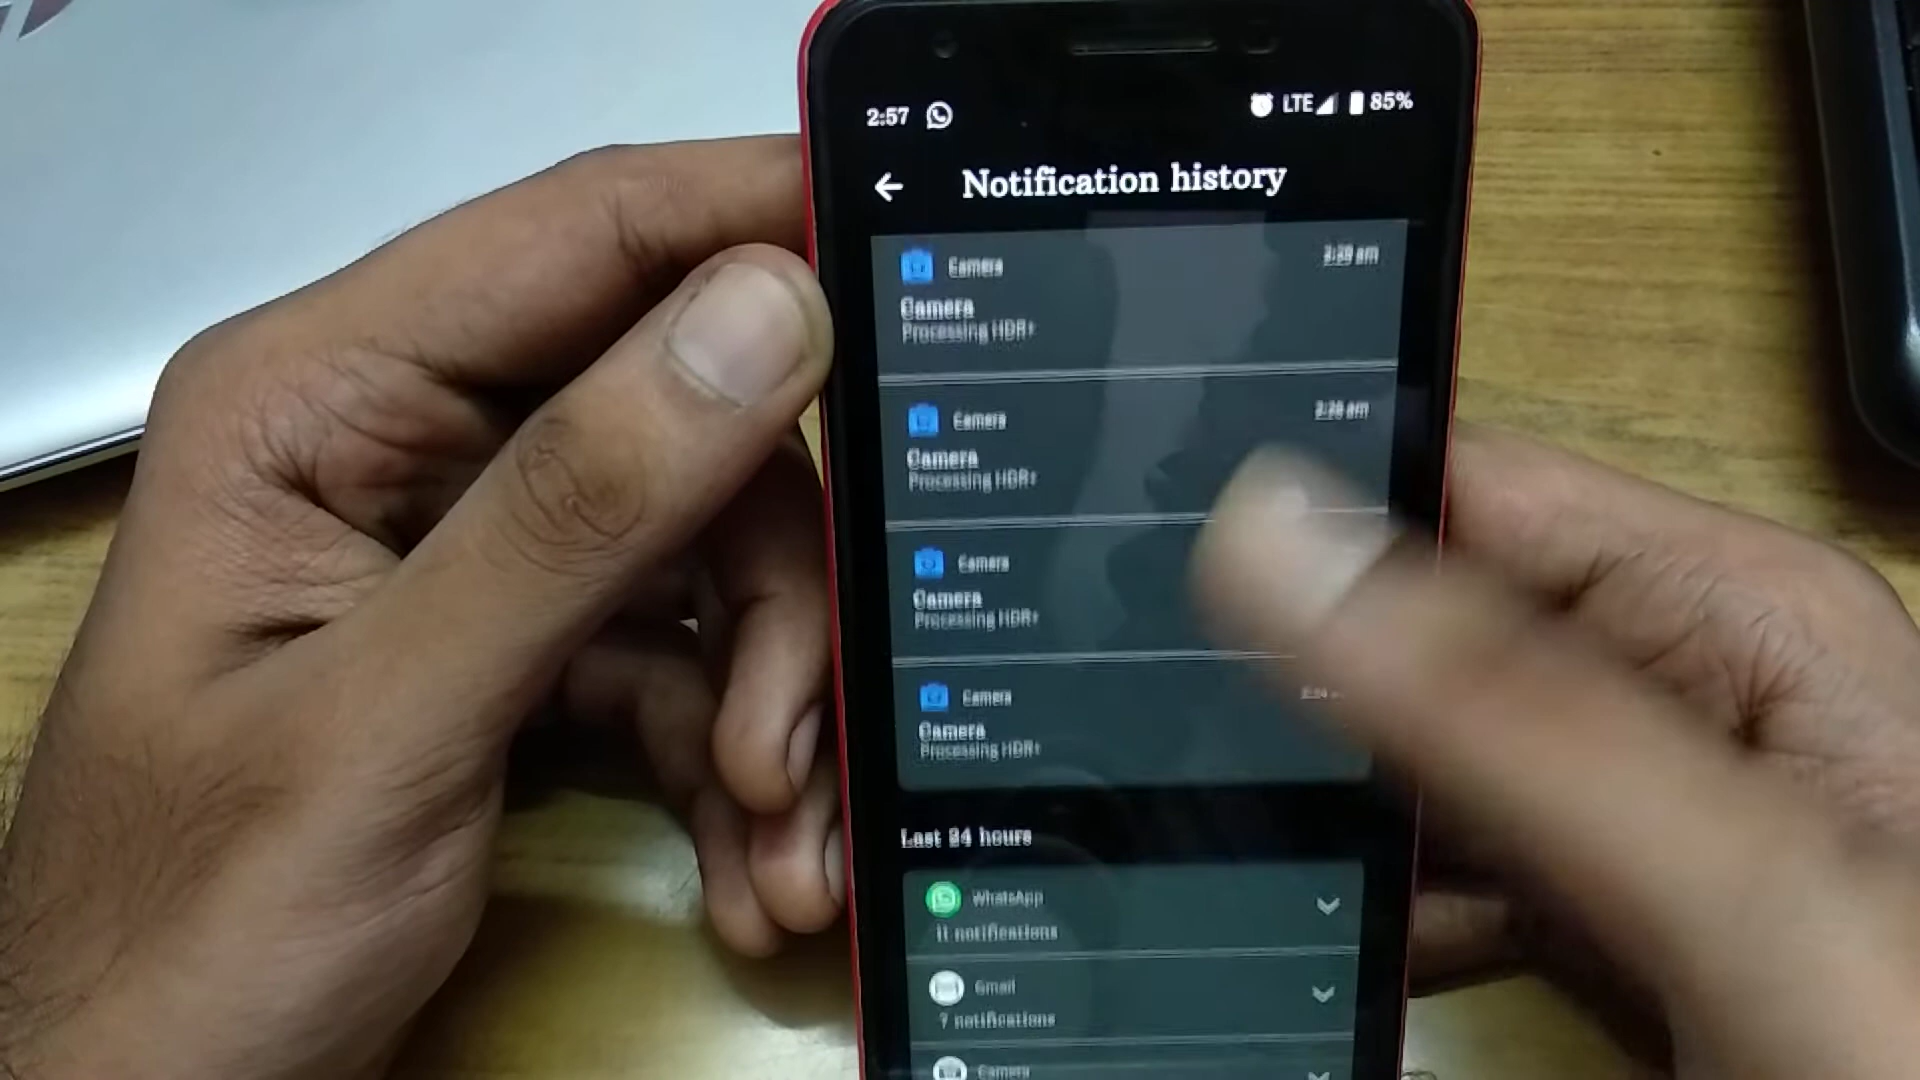 2:57
LTE 85%
Notification history
Camera
Camera
Processing HDR+
Camera
Camera
Processing HDR+
Camera
Camera
Processing HDR+
Camera
Camera
Processing HDR+
Last 24 hours
WhatsApp
11 notifications
Gmail
7 notifications
Camera